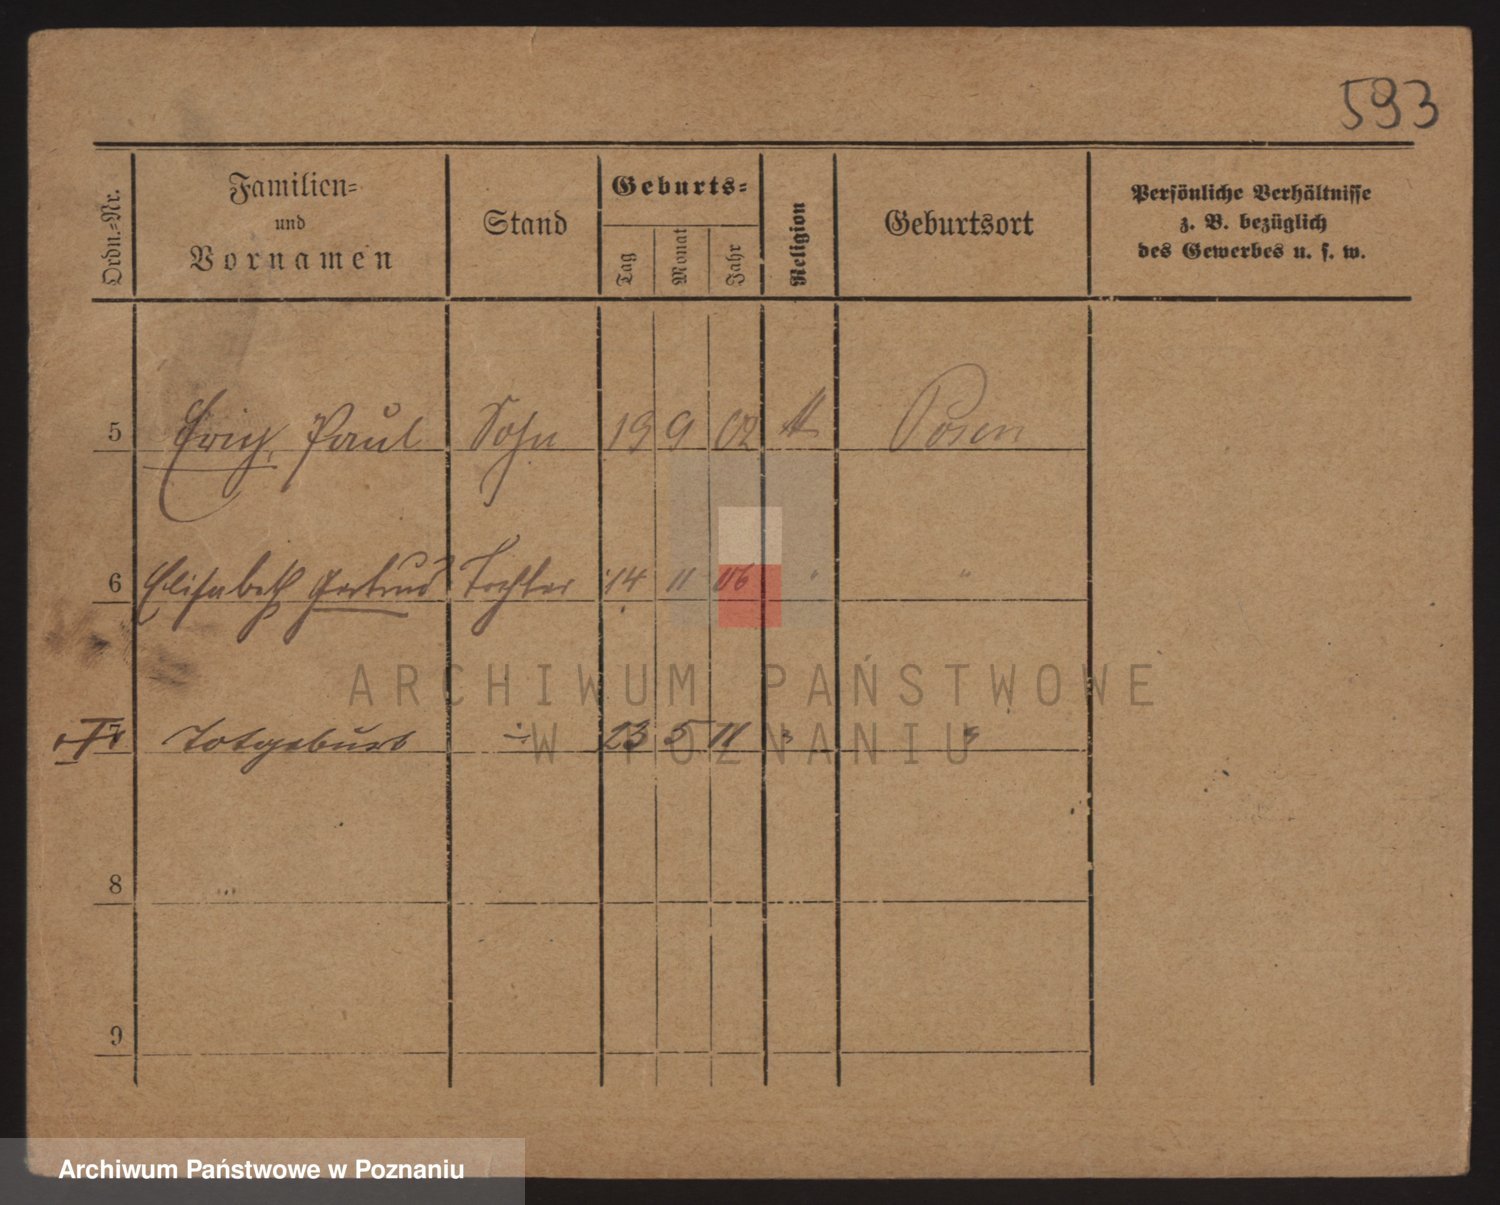 593
Ordn.-Nr.
Familien-
und
Vornamen
Stand
Geburts-
Tag
Monat
Jahr
Religion
Geburtsort
Persönliche Verhältnisse
z. B. bezüglich
des Gewerbes u. s. w.
5 Erich, Paul Sohn 19 9 02 Posen
6 Elisabeth Gertrud Tochter 14 11 06 " "
7 Totgeburt 23 5 11 " "
8
9
ARCHIWUM PAŃSTWOWE
W POZNANIU
Archiwum Państwowe w Poznaniu